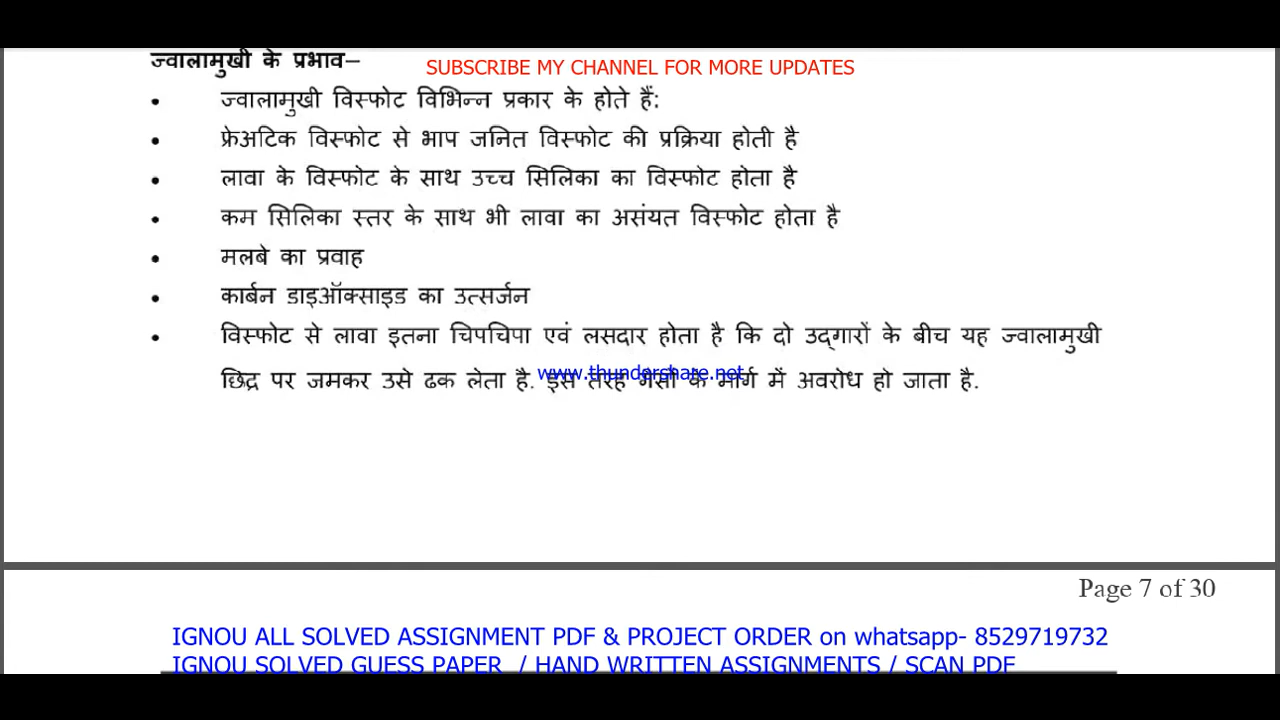 ज्वालामुखी के प्रभाव–
SUBSCRIBE MY CHANNEL FOR MORE UPDATES
• ज्वालामुखी विस्फोट विभिन्न प्रकार के होते हैं:
• फ्रेअटिक विस्फोट से भाप जनित विस्फोट की प्रक्रिया होती है
• लावा के विस्फोट के साथ उच्च सिलिका का विस्फोट होता है
• कम सिलिका स्तर के साथ भी लावा का असंयत विस्फोट होता है
• मलबे का प्रवाह
• कार्बन डाइऑक्साइड का उत्सर्जन
• विस्फोट से लावा इतना चिपचिपा एवं लसदार होता है कि दो उद्गारों के बीच यह ज्वालामुखी
छिद्र पर जमकर उसे ढक लेता है. इस तरह गैसों के मार्ग में अवरोध हो जाता है.
www.thundershare.net
Page 7 of 30
IGNOU ALL SOLVED ASSIGNMENT PDF & PROJECT ORDER on whatsapp- 8529719732
IGNOU SOLVED GUESS PAPER / HAND WRITTEN ASSIGNMENTS / SCAN PDF